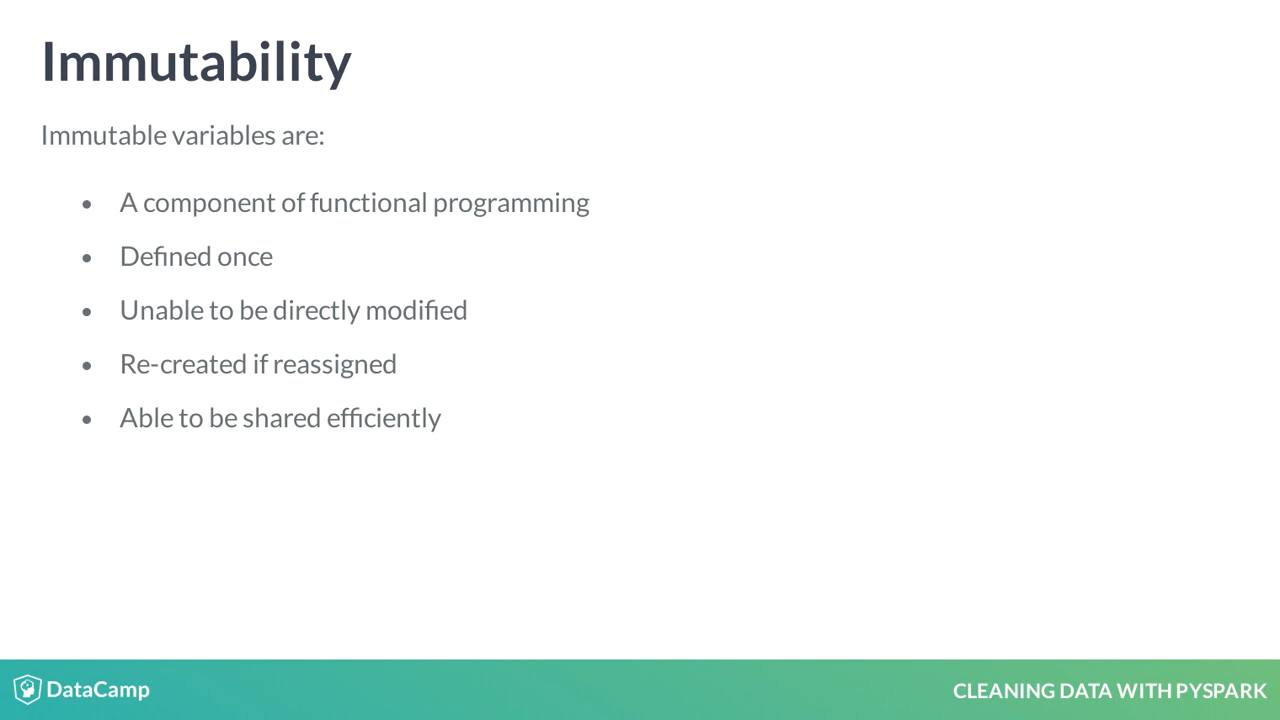 Immutability
Immutable variables are:
• A component of functional programming
• Defined once
• Unable to be directly modified
• Re-created if reassigned
• Able to be shared efficiently
DataCamp
CLEANING DATA WITH PYSPARK